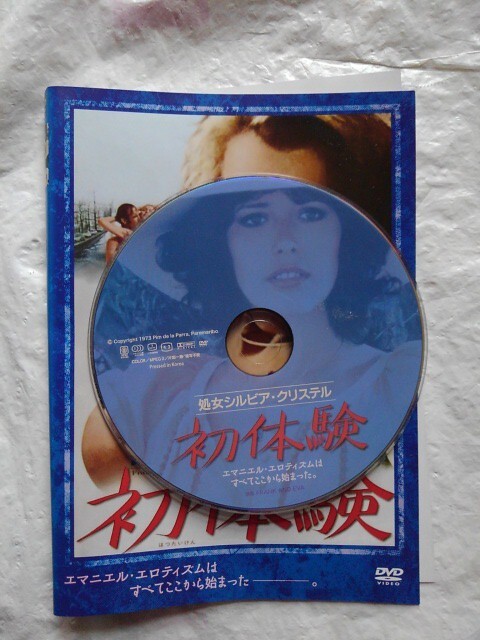 © Copyright 1973 Pim de la Parra, Paramaribo
Printed in Korea
処女シルビア・クリステル
初体験
エマニエル・エロティズムは
すべてここから始まった。
初体験
はつたいけん
エマニエル・エロティズムは
すべてここから始まった———。
DVD
VIDEO